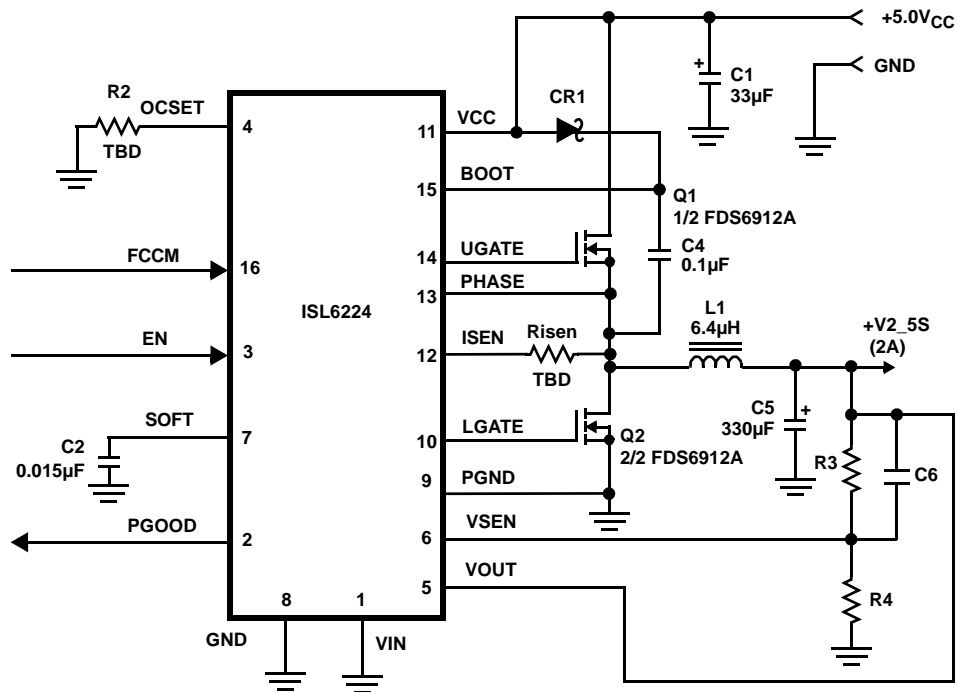 +5.0VCC
GND
C1
33µF
+
R2
OCSET
TBD
4
11
VCC
CR1
15
BOOT
Q1
1/2 FDS6912A
C4
0.1µF
FCCM
16
14
UGATE
13
PHASE
ISL6224
EN
3
12
ISEN
Risen
TBD
L1
6.4µH
+V2_5S
(2A)
SOFT
7
C2
0.015µF
10
LGATE
Q2
2/2 FDS6912A
C5
330µF
+
R3
C6
9
PGND
PGOOD
2
6
VSEN
5
VOUT
R4
8
GND
1
VIN